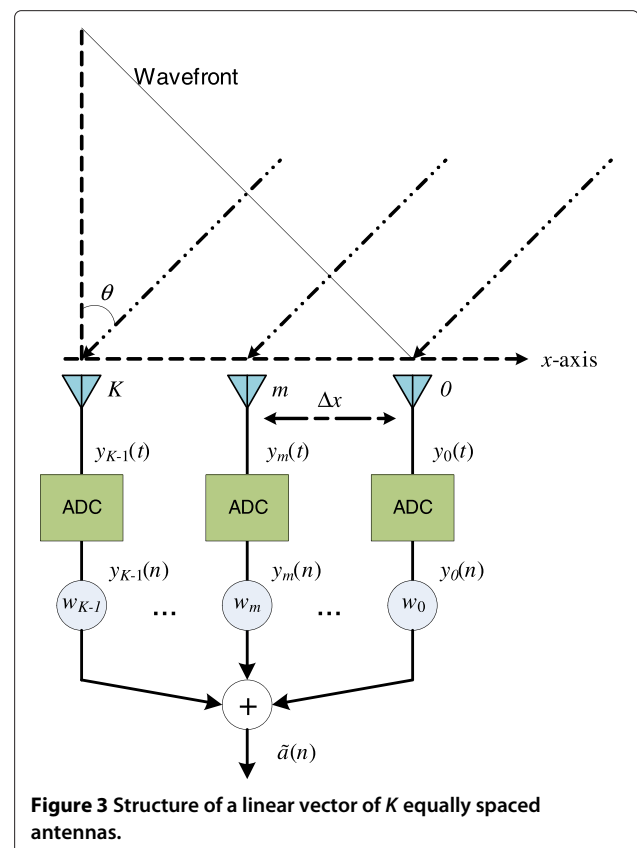 Wavefront
θ
x-axis
K m 0
Δx
y_{K-1}(t) y_m(t) y_0(t)
ADC ADC ADC
y_{K-1}(n) y_m(n) y_0(n)
w_{K-1} ... w_m ... w_0
+
ã(n)
Figure 3 Structure of a linear vector of K equally spaced
antennas.